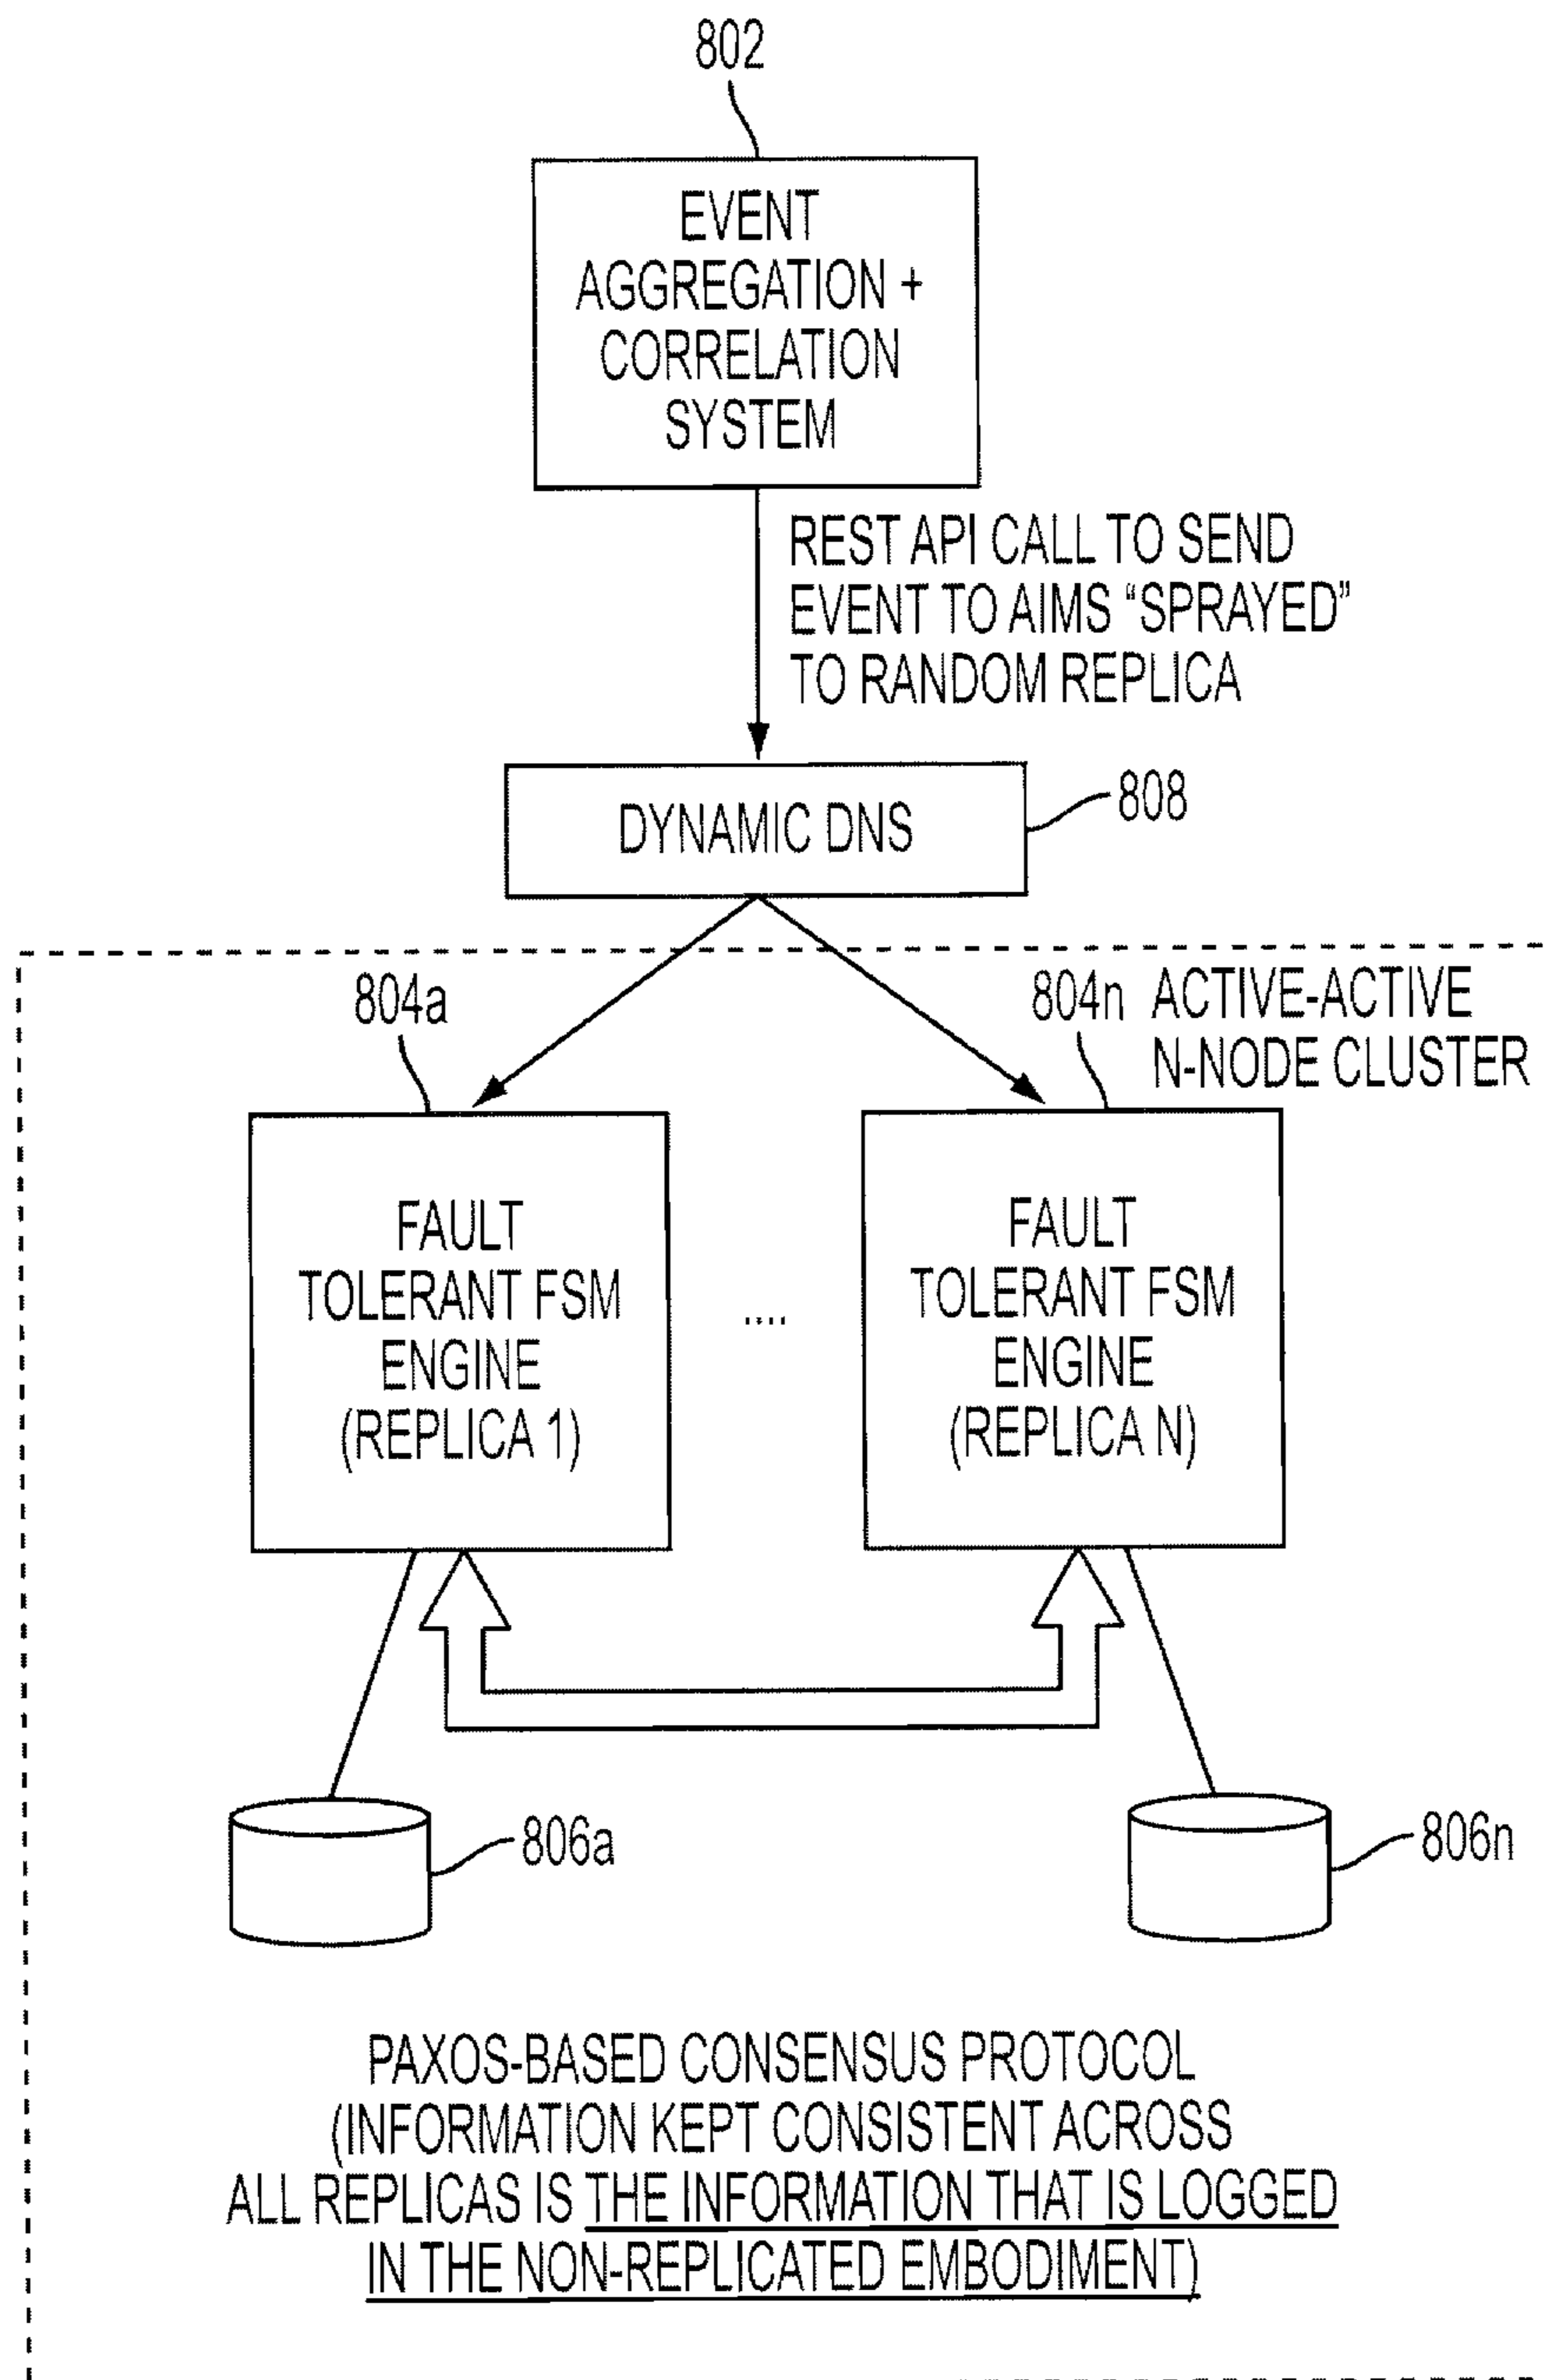 802
EVENT
AGGREGATION +
CORRELATION
SYSTEM
REST API CALL TO SEND
EVENT TO AIMS “SPRAYED”
TO RANDOM REPLICA
DYNAMIC DNS
808
804a
804n
ACTIVE-ACTIVE
N-NODE CLUSTER
FAULT
TOLERANT FSM
ENGINE
(REPLICA 1)
....
FAULT
TOLERANT FSM
ENGINE
(REPLICA N)
806a
806n
PAXOS-BASED CONSENSUS PROTOCOL
(INFORMATION KEPT CONSISTENT ACROSS
ALL REPLICAS IS THE INFORMATION THAT IS LOGGED
IN THE NON-REPLICATED EMBODIMENT)